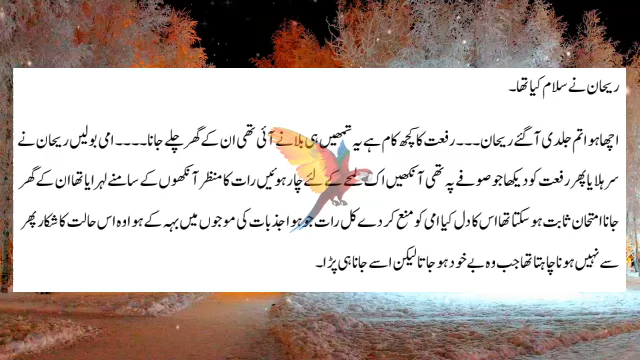 ریحان نے سلام کیا تھا۔
اچھا ہوا تم جلدی آ گئے ریحان۔۔۔ رفعت کا کچھ کام ہے یہ تمھیں ہی بلانے آئی تھی ان کے گھر چلے جانا۔۔۔۔ امی بولیں ریحان نے
سر ہلا یا پھر رفعت کو دیکھا جو صوفے پہ تھی آنکھیں اک لمحے کے لئے چار ہوئیں رات کا منظر آنکھوں کے سامنے لہرایا تھا ان کے گھر
جانا امتحان ثابت ہو سکتا تھا اس کا دل کیا امی کو منع کر دے کل رات جو ہوا جذبات کی موجوں میں بہہ کے ہوا وہ اس حالت کا شکار پھر
سے نہیں ہونا چاہتا تھا جب وہ بے خود ہو جاتا لیکن اسے جانا ہی پڑا۔